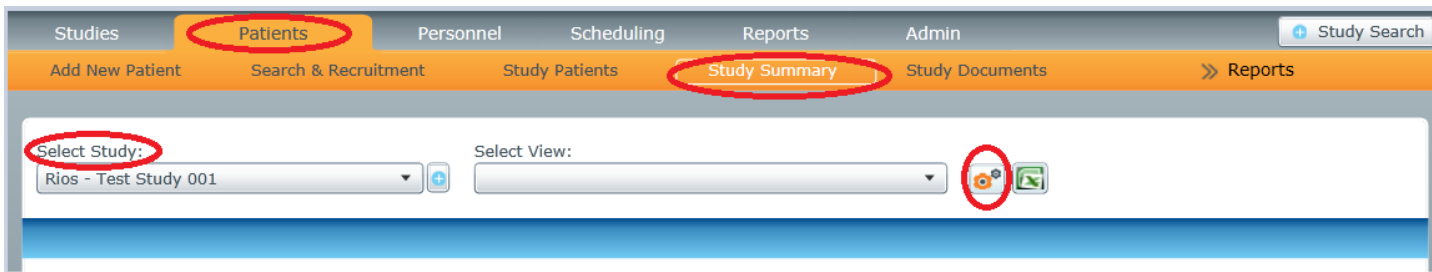 Studies Patients Personnel Scheduling Reports Admin Study Search
Add New Patient Search & Recruitment Study Patients Study Summary Study Documents Reports
Select Study: Select View:
Rios - Test Study 001